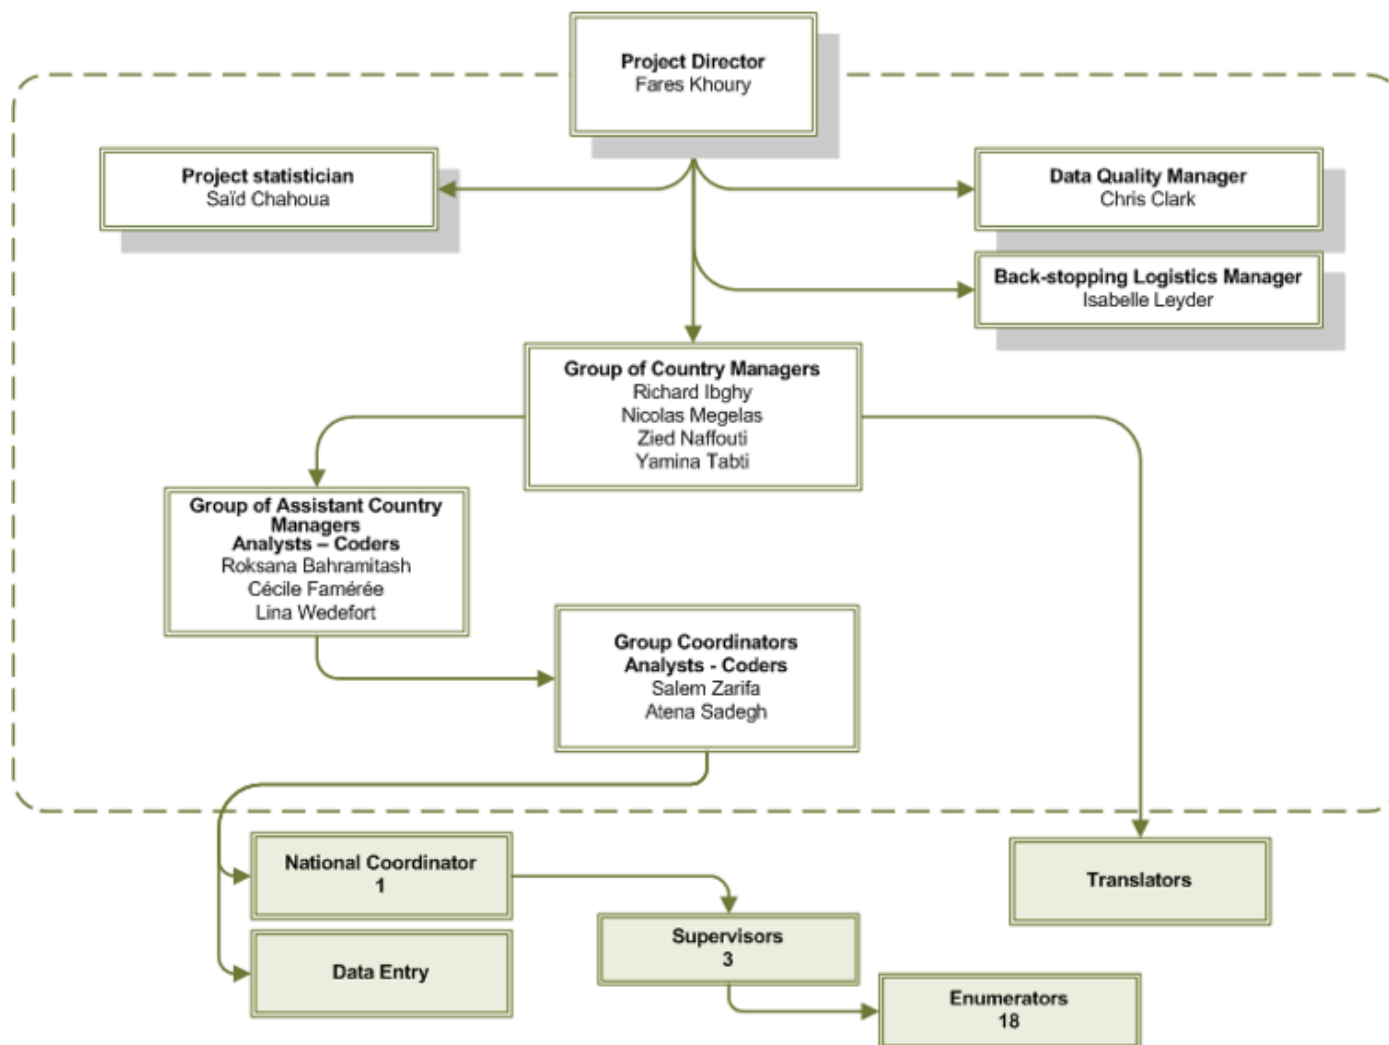 Project Director
Fares Khoury
Project statistician
Saïd Chahoua
Data Quality Manager
Chris Clark
Back-stopping Logistics Manager
Isabelle Leyder
Group of Country Managers
Richard Ibghy
Nicolas Megelas
Zied Naffouti
Yamina Tabti
Group of Assistant Country
Managers
Analysts – Coders
Roksana Bahramitash
Cécile Famérée
Lina Wedefort
Group Coordinators
Analysts - Coders
Salem Zarifa
Atena Sadegh
National Coordinator
1
Translators
Supervisors
3
Data Entry
Enumerators
18